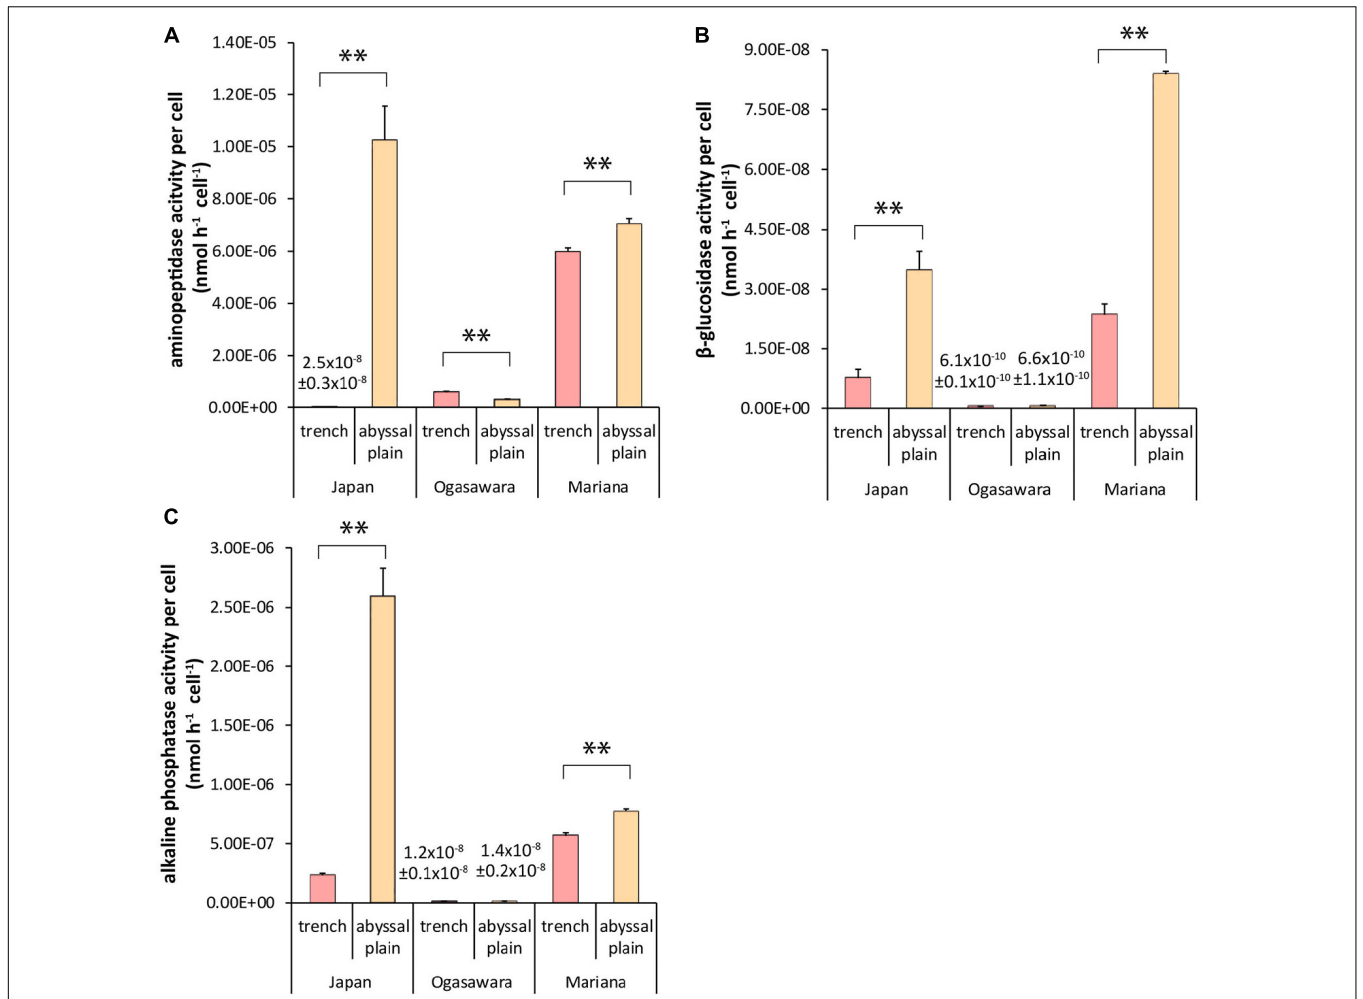 A
aminopeptidase acitvity per cell
(nmol h⁻¹ cell⁻¹)
1.40E-05
1.20E-05
1.00E-05
8.00E-06
6.00E-06
4.00E-06
2.00E-06
0.00E+00
**
**
**
2.5x10⁻⁸
±0.3x10⁻⁸
trench abyssal plain trench abyssal plain trench abyssal plain
Japan Ogasawara Mariana
B
β-glucosidase acitvity per cell
(nmol h⁻¹ cell⁻¹)
9.00E-08
7.50E-08
6.00E-08
4.50E-08
3.00E-08
1.50E-08
0.00E+00
**
**
6.1x10⁻¹⁰ 6.6x10⁻¹⁰
±0.1x10⁻¹⁰ ±1.1x10⁻¹⁰
trench abyssal plain trench abyssal plain trench abyssal plain
Japan Ogasawara Mariana
C
alkaline phosphatase acitvity per cell
(nmol h⁻¹ cell⁻¹)
3.00E-06
2.50E-06
2.00E-06
1.50E-06
1.00E-06
5.00E-07
0.00E+00
**
**
1.2x10⁻⁸ 1.4x10⁻⁸
±0.1x10⁻⁸ ±0.2x10⁻⁸
trench abyssal plain trench abyssal plain trench abyssal plain
Japan Ogasawara Mariana